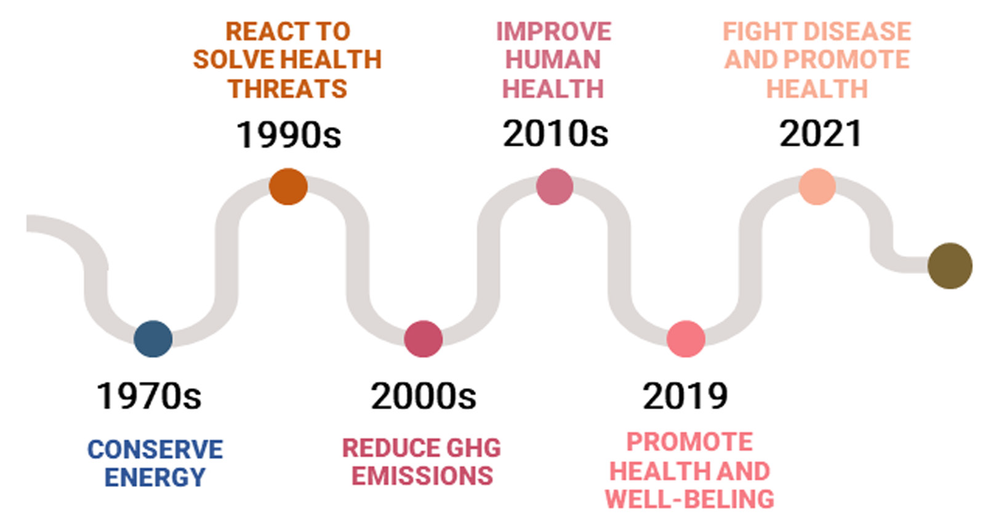 REACT TO
SOLVE HEALTH
THREATS
1990s
IMPROVE
HUMAN
HEALTH
2010s
FIGHT DISEASE
AND PROMOTE
HEALTH
2021
1970s
CONSERVE
ENERGY
2000s
REDUCE GHG
EMISSIONS
2019
PROMOTE
HEALTH AND
WELL-BELING